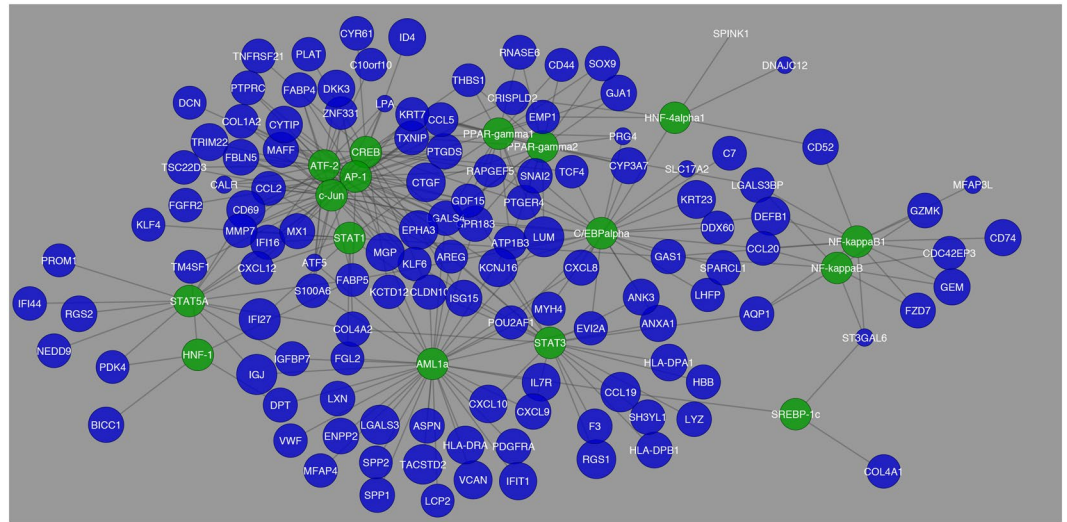 CYR61
ID4
SPINK1
TNFRSF21
PLAT
C10orf10
RNASE6
CD44
SOX9
DNAJC12
PTPRC
FABP4
DKK3
THBS1
CRISPLD2
GJA1
DCN
COL1A2
CYTIP
ZNF331
LPA
KRT7
CCL5
EMP1
HNF-4alpha1
TRIM22
MAFF
TXNIP
PPAR-gamma1
PRG4
FBLN5
CREB
PTGDS
PPAR-gamma2
CD52
TSC22D3
ATF-2
AP-1
RAPGEF5
SNAI2
TCF4
CYP3A7
SLC17A2
C7
CALR
CCL2
c-Jun
CTGF
LGALS3BP
MFAP3L
FGFR2
CD69
GDF15
PTGER4
KRT23
GZMK
KLF4
MMP7
MX1
GALS4
GPR183
DEFB1
IFI16
STAT1
EPHA3
C/EBPalpha
DDX60
NF-kappaB1
CD74
PROM1
TM4SF1
CXCL12
ATF5
MGP
KLF6
AREG
ATP1B3
LUM
GAS1
CCL20
CDC42EP3
FABP5
KCNJ16
CXCL8
SPARCL1
NF-kappaB
IFI44
RGS2
STAT5A
S100A6
KCTD12
CLDN10
ISG15
MYH4
ANK3
LHFP
GEM
IFI27
COL4A2
POU2AF1
EVI2A
ANXA1
AQP1
FZD7
NEDD9
HNF-1
IGFBP7
FGL2
STAT3
ST3GAL6
PDK4
IGJ
AML1a
HLA-DPA1
IL7R
HBB
DPT
LXN
CXCL10
CXCL9
CCL19
BICC1
VWF
ENPP2
LGALS3
ASPN
F3
SH3YL1
LYZ
SREBP-1c
MFAP4
SPP2
TACSTD2
HLA-DRA
PDGFRA
RGS1
HLA-DPB1
SPP1
LCP2
VCAN
IFIT1
COL4A1